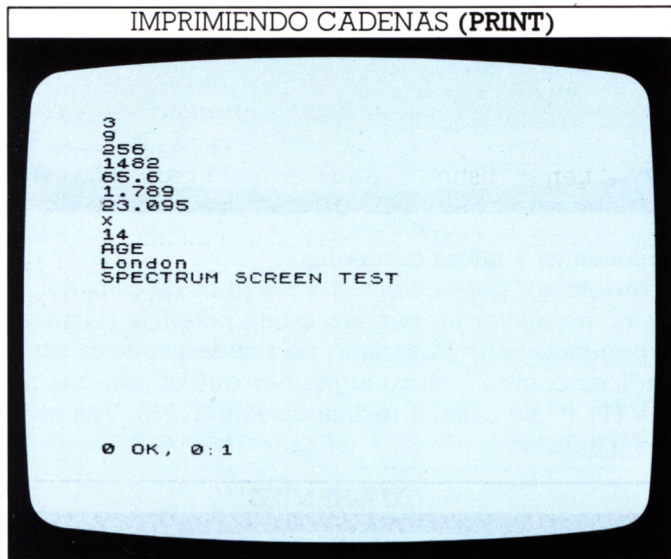 IMPRIMIENDO CADENAS (PRINT)
3
9
256
1482
65.6
1.789
23.095
x
14
AGE
London
SPECTRUM SCREEN TEST
0 OK, 0:1